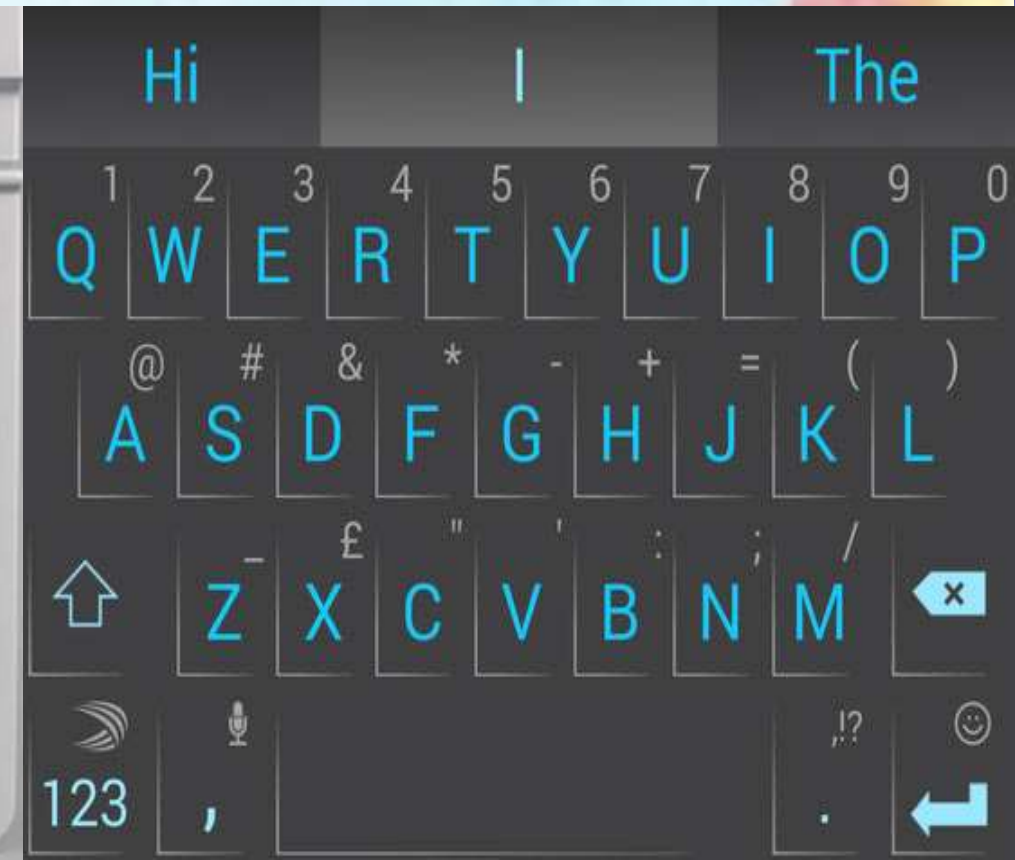 Hi I The
1 2 3 4 5 6 7 8 9 0
Q W E R T Y U I O P
@ # & * - + = ( )
A S D F G H J K L
_ £ " ' : ; /
Z X C V B N M
,!?
123 , .